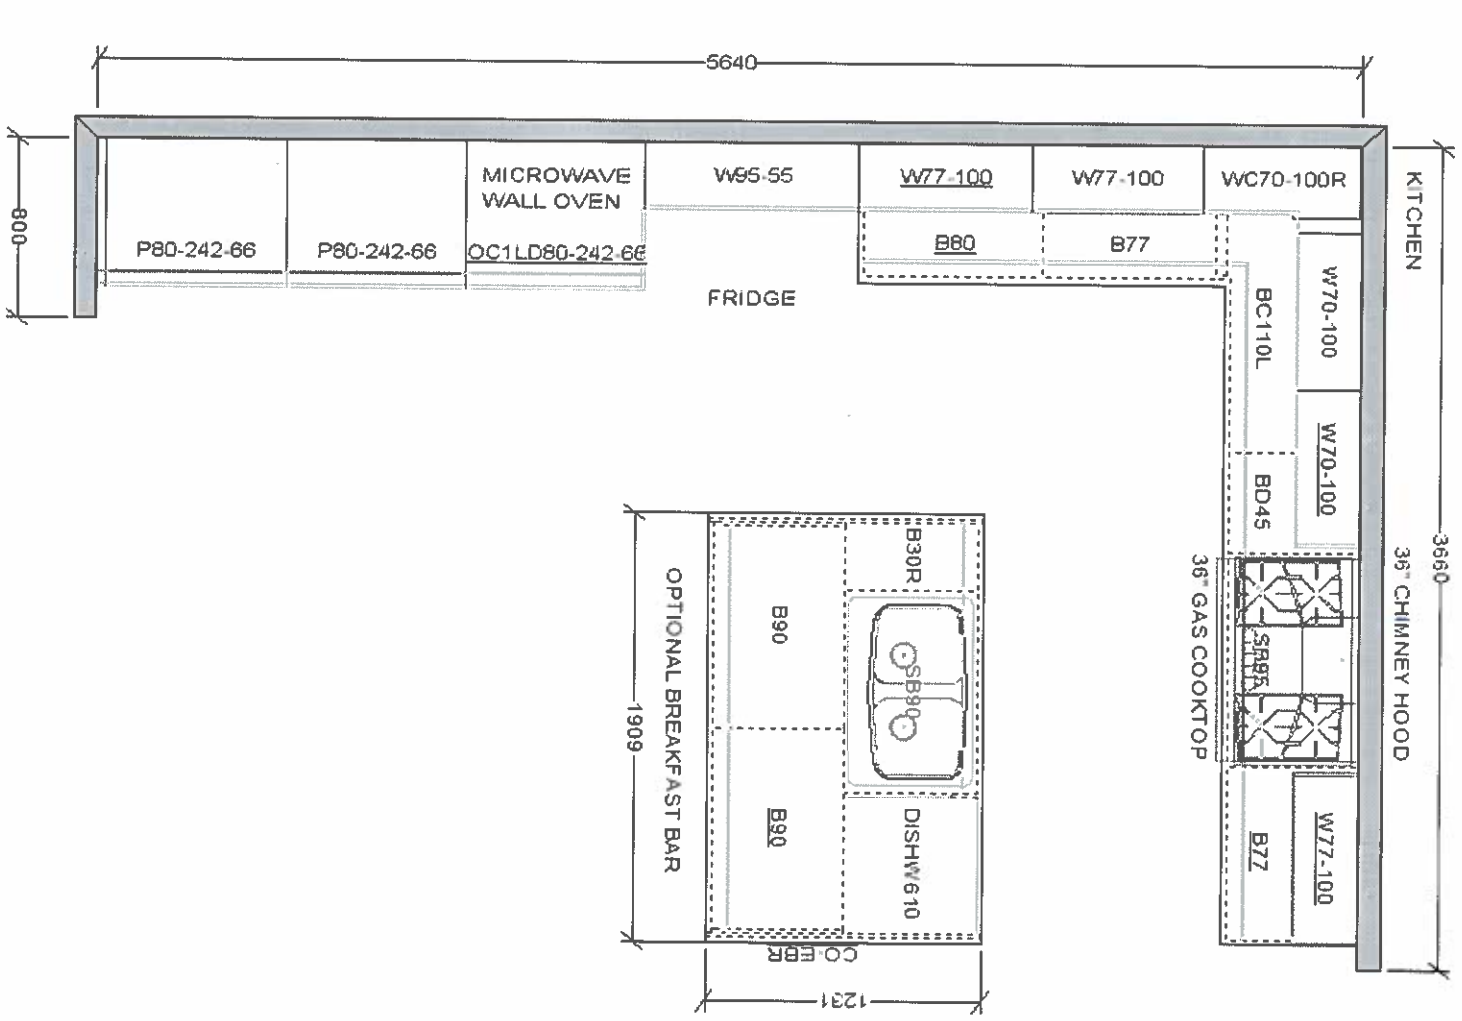 5640
800
MICROWAVE
WALL OVEN
W95-55
W77-100
W77-100
WC70-100R
P80-242-66
P80-242-66
OC1LD80-242-66
B80
B77
FRIDGE
KITCHEN
W70-100
BC110L
W70-100
BD45
3660
36" CHIMNEY HOOD
36" GAS COOKTOP
SB95
B77
W77-100
B30R
B90
SB90
B90
DISHW610
OPTIONAL BREAKFAST BAR
1909
CO-EBR
1231